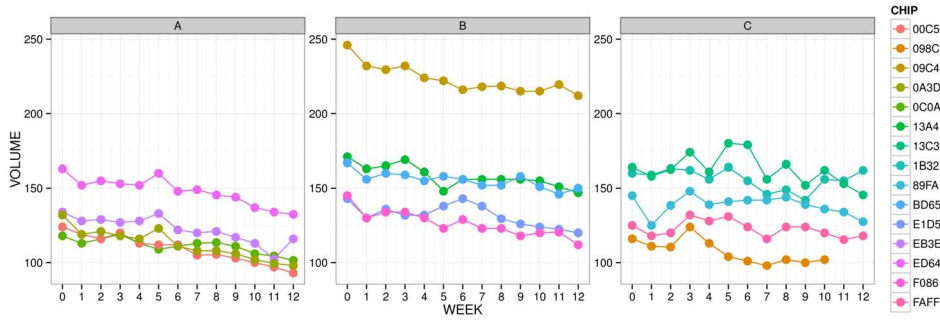 A B C
CHIP
00C5
098C
09C4
0A3D
0C0A
13A4
13C3
1B32
89FA
BD65
E1D5
EB3E
ED64
F086
FAFF
VOLUME
250
200
150
100
250
200
150
100
250
200
150
100
0 1 2 3 4 5 6 7 8 9 10 11 12
0 1 2 3 4 5 6 7 8 9 10 11 12
0 1 2 3 4 5 6 7 8 9 10 11 12
WEEK